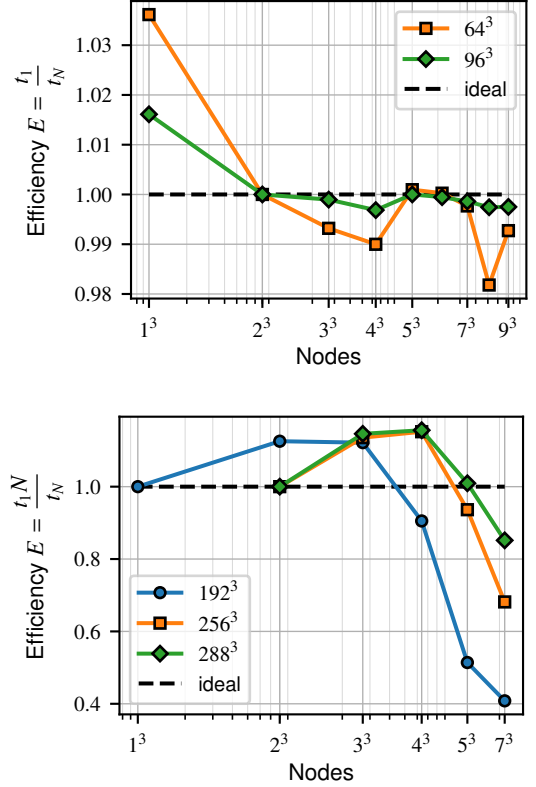 Efficiency E = t₁/t_N
1.03
1.02
1.01
1.00
0.99
0.98
64³
96³
ideal
1³ 2³ 3³ 4³ 5³ 7³ 9³
Nodes
Efficiency E = t₁N/t_N
1.0
0.8
0.6
0.4
192³
256³
288³
ideal
1³ 2³ 3³ 4³ 5³ 7³
Nodes